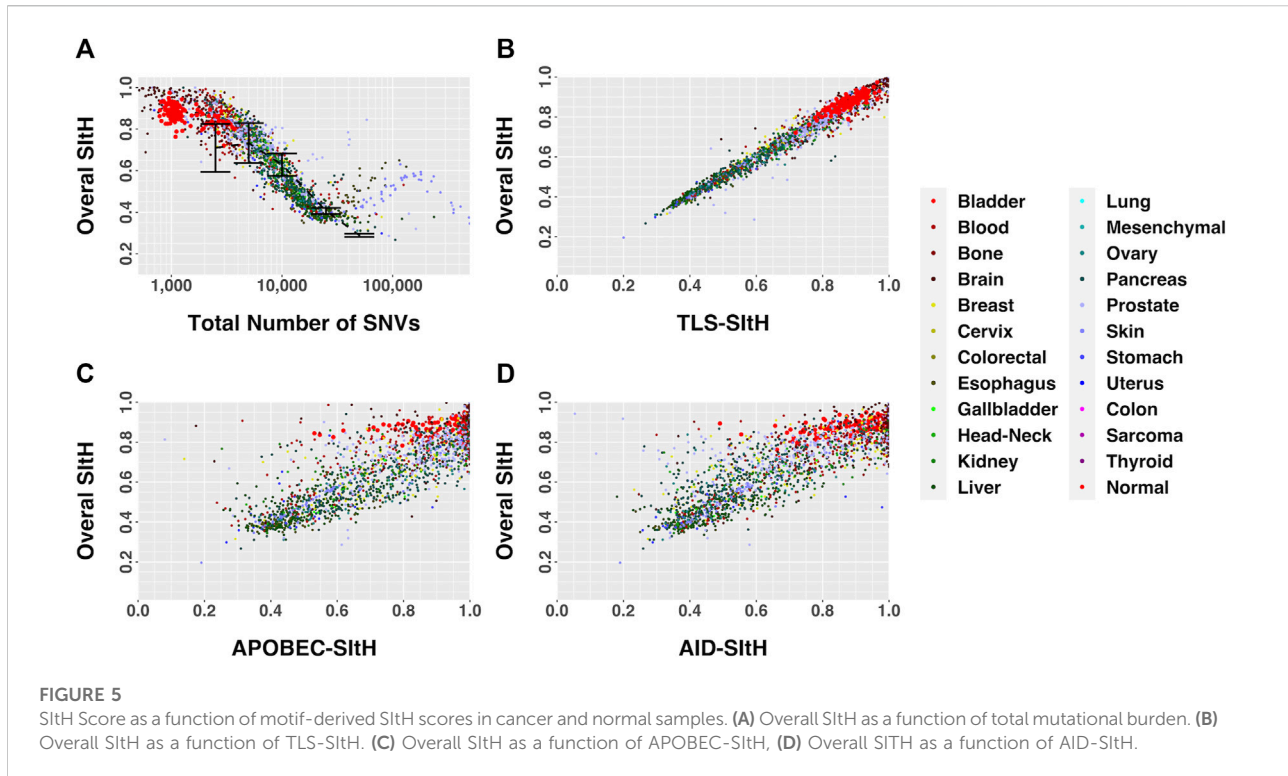 A
Overal SItH
1.0
0.8
0.6
0.4
0.2
1,000 10,000 100,000
Total Number of SNVs
B
Overal SItH
1.0
0.8
0.6
0.4
0.2
0.0 0.2 0.4 0.6 0.8 1.0
TLS-SItH
C
Overal SItH
1.0
0.8
0.6
0.4
0.2
0.0 0.2 0.4 0.6 0.8 1.0
APOBEC-SItH
D
Overal SItH
1.0
0.8
0.6
0.4
0.2
0.0 0.2 0.4 0.6 0.8 1.0
AID-SItH
Bladder
Blood
Bone
Brain
Breast
Cervix
Colorectal
Esophagus
Gallbladder
Head-Neck
Kidney
Liver
Lung
Mesenchymal
Ovary
Pancreas
Prostate
Skin
Stomach
Uterus
Colon
Sarcoma
Thyroid
Normal
FIGURE 5
SItH Score as a function of motif-derived SItH scores in cancer and normal samples. (A) Overall SItH as a function of total mutational burden. (B)
Overall SItH as a function of TLS-SItH. (C) Overall SItH as a function of APOBEC-SItH, (D) Overall SITH as a function of AID-SItH.